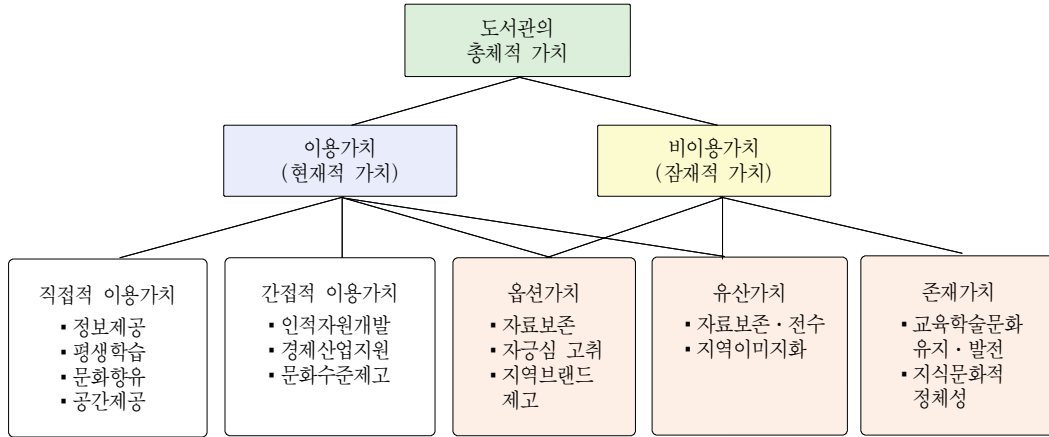 도서관의
총체적 가치
이용가치
(현재적 가치)
비이용가치
(잠재적 가치)
직접적 이용가치
▪ 정보제공
▪ 평생학습
▪ 문화향유
▪ 공간제공
간접적 이용가치
▪ 인적자원개발
▪ 경제산업지원
▪ 문화수준제고
옵션가치
▪ 자료보존
▪ 자긍심 고취
▪ 지역브랜드
제고
유산가치
▪ 자료보존·전수
▪ 지역이미지화
존재가치
▪ 교육학술문화
유지·발전
▪ 지식문화적
정체성